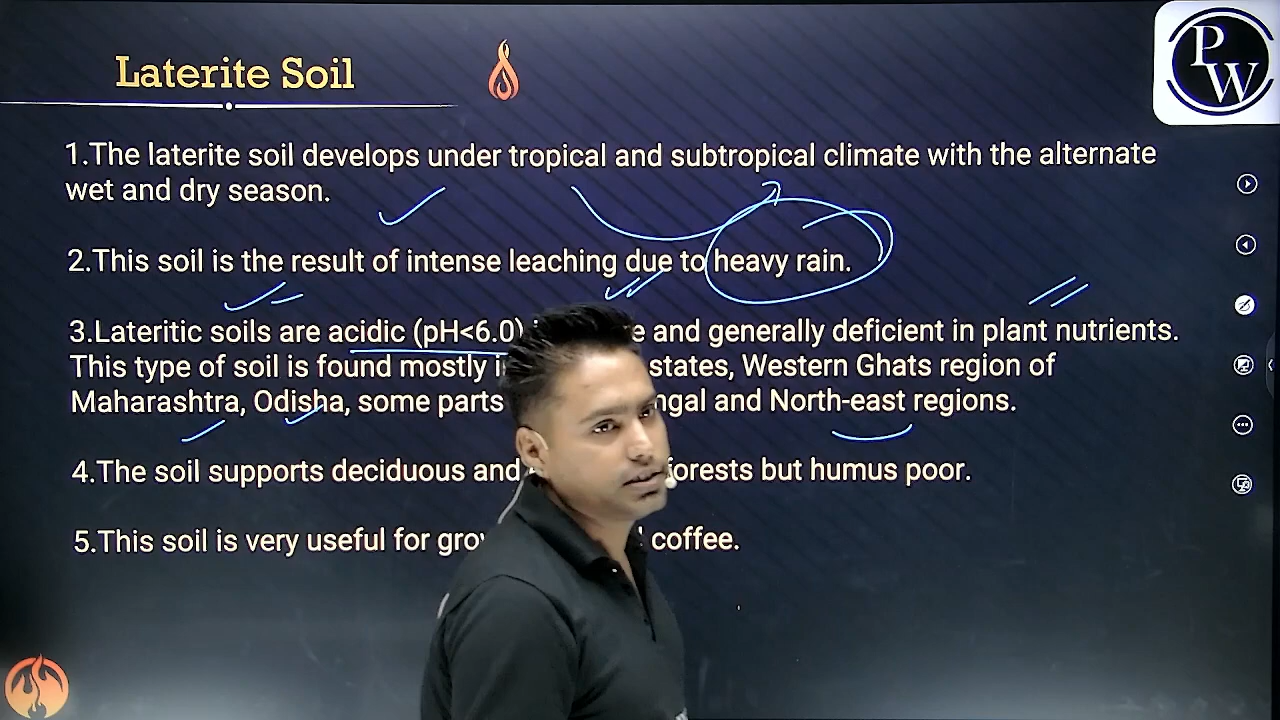 Laterite Soil
PW
1.The laterite soil develops under tropical and subtropical climate with the alternate
wet and dry season.
2.This soil is the result of intense leaching due to heavy rain.
3.Lateritic soils are acidic (pH<6.0) and generally deficient in plant nutrients.
This type of soil is found mostly states, Western Ghats region of
Maharashtra, Odisha, some parts and North-east regions.
4.The soil supports deciduous and but humus poor.
5.This soil is very useful for coffee.